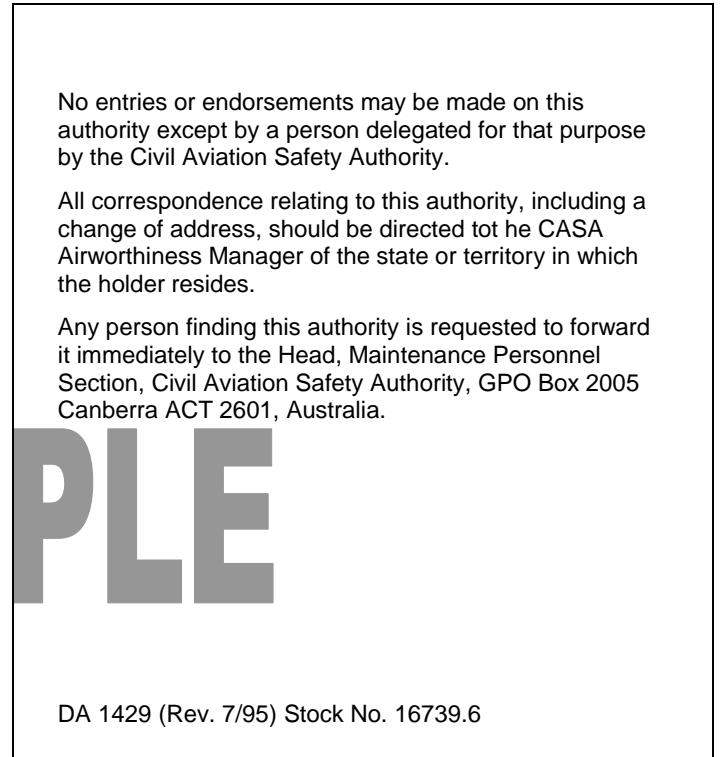 No entries or endorsements may be made on this
authority except by a person delegated for that purpose
by the Civil Aviation Safety Authority.
All correspondence relating to this authority, including a
change of address, should be directed tot he CASA
Airworthiness Manager of the state or territory in which
the holder resides.
Any person finding this authority is requested to forward
it immediately to the Head, Maintenance Personnel
Section, Civil Aviation Safety Authority, GPO Box 2005
Canberra ACT 2601, Australia.
PLE
DA 1429 (Rev. 7/95) Stock No. 16739.6